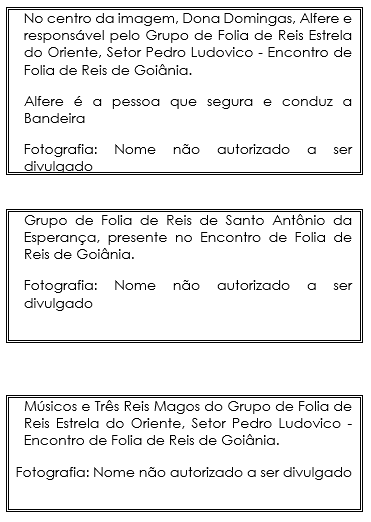 No centro da imagem, Dona Domingas, Alfere e
responsável pelo Grupo de Folia de Reis Estrela
do Oriente, Setor Pedro Ludovico - Encontro de
Folia de Reis de Goiânia.
Alfere é a pessoa que segura e conduz a
Bandeira
Fotografia: Nome não autorizado a ser
divulgado
Grupo de Folia de Reis de Santo Antônio da
Esperança, presente no Encontro de Folia de
Reis de Goiânia.
Fotografia: Nome não autorizado a ser
divulgado
Músicos e Três Reis Magos do Grupo de Folia de
Reis Estrela do Oriente, Setor Pedro Ludovico -
Encontro de Folia de Reis de Goiânia.
Fotografia: Nome não autorizado a ser divulgado